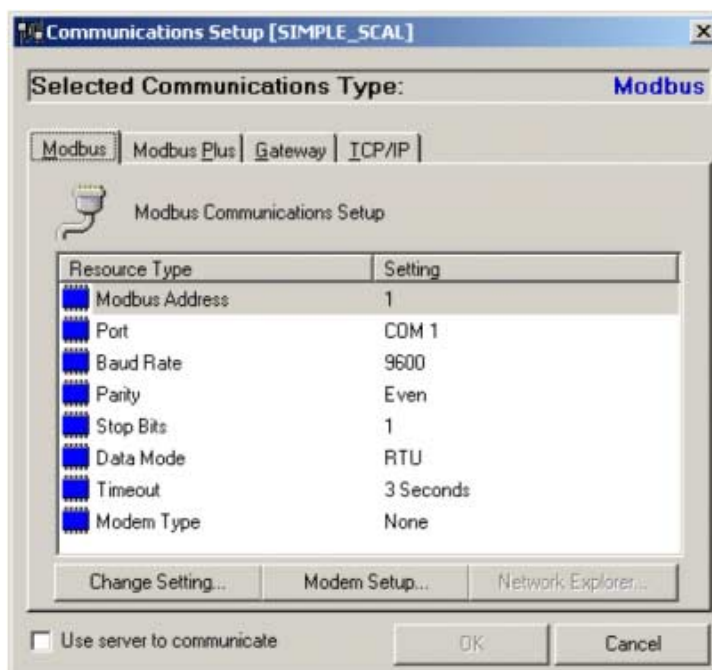 Communications Setup [SIMPLE_SCAL]
Selected Communications Type: Modbus
Modbus Modbus Plus Gateway TCP/IP
Modbus Communications Setup
Resource Type Setting
Modbus Address 1
Port COM 1
Baud Rate 9600
Parity Even
Stop Bits 1
Data Mode RTU
Timeout 3 Seconds
Modem Type None
Change Setting... Modem Setup... Network Explorer...
Use server to communicate OK Cancel